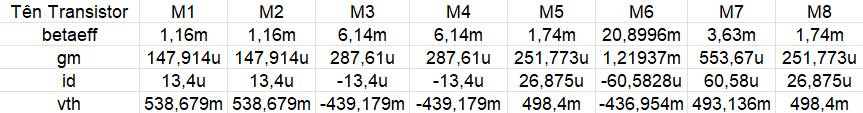 Tên Transistor M1 M2 M3 M4 M5 M6 M7 M8
betaeff 1,16m 1,16m 6,14m 6,14m 1,74m 20,8996m 3,63m 1,74m
gm 147,914u 147,914u 287,61u 287,61u 251,773u 1,21937m 553,67u 251,773u
id 13,4u 13,4u -13,4u -13,4u 26,875u -60,5828u 60,58u 26,875u
vth 538,679m 538,679m -439,179m -439,179m 498,4m -436,954m 493,136m 498,4m